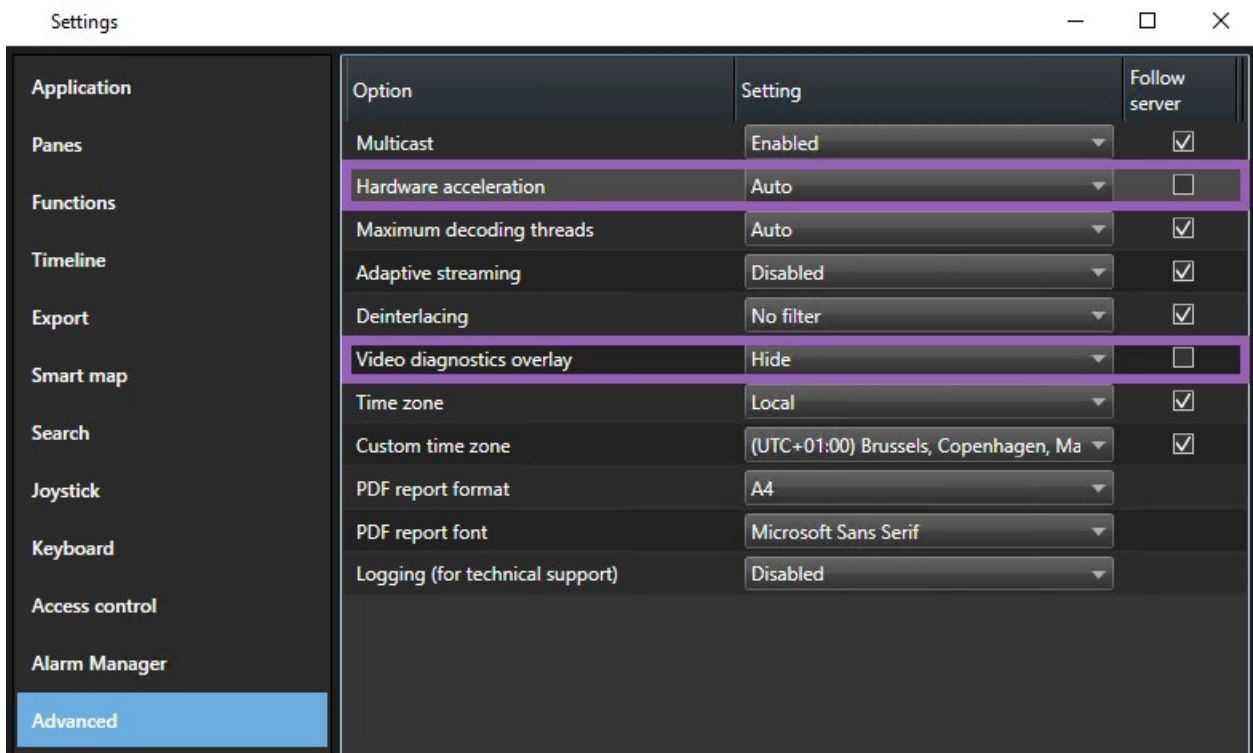 Settings
Application
Panes
Functions
Timeline
Export
Smart map
Search
Joystick
Keyboard
Access control
Alarm Manager
Advanced
Option Setting Follow server
Multicast Enabled
Hardware acceleration Auto
Maximum decoding threads Auto
Adaptive streaming Disabled
Deinterlacing No filter
Video diagnostics overlay Hide
Time zone Local
Custom time zone (UTC+01:00) Brussels, Copenhagen, Ma
PDF report format A4
PDF report font Microsoft Sans Serif
Logging (for technical support) Disabled